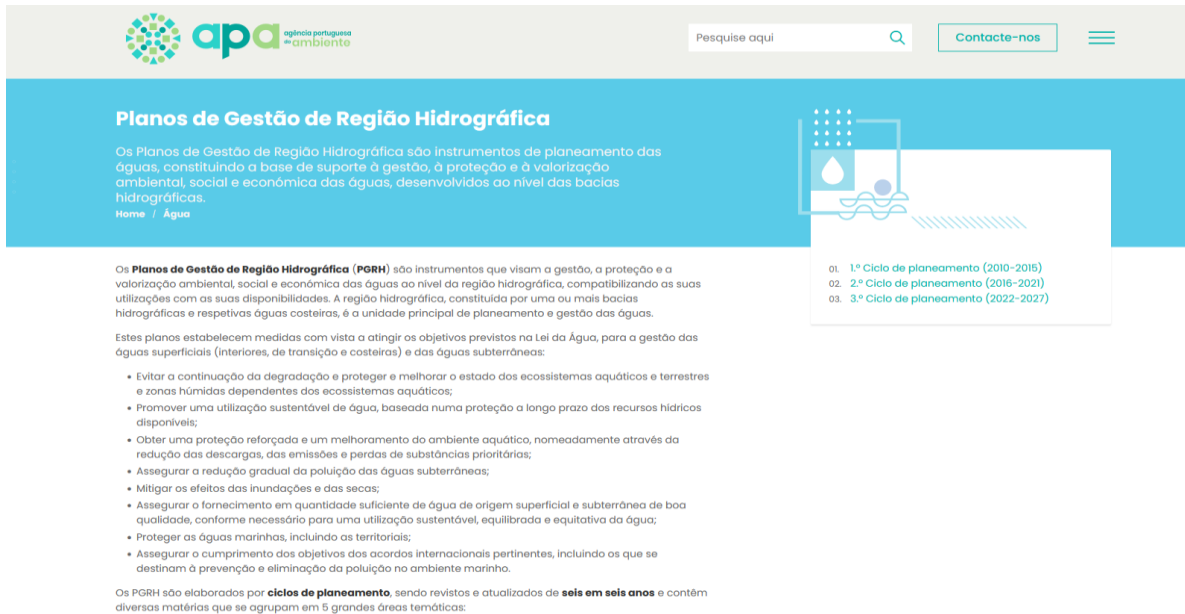 apa agência portuguesa
do ambiente
Pesquise aqui
Contacte-nos
Planos de Gestão de Região Hidrográfica
Os Planos de Gestão de Região Hidrográfica são instrumentos de planeamento das
águas, constituindo a base de suporte à gestão, à proteção e à valorização
ambiental, social e económica das águas, desenvolvidos ao nível das bacias
hidrográficas.
Home / Água
01. 1.º Ciclo de planeamento (2010-2015)
02. 2.º Ciclo de planeamento (2016-2021)
03. 3.º Ciclo de planeamento (2022-2027)
Os Planos de Gestão de Região Hidrográfica (PGRH) são instrumentos que visam a gestão, a proteção e a
valorização ambiental, social e económica das águas ao nível da região hidrográfica, compatibilizando as suas
utilizações com as suas disponibilidades. A região hidrográfica, constituída por uma ou mais bacias
hidrográficas e respetivas águas costeiras, é a unidade principal de planeamento e gestão das águas.
Estes planos estabelecem medidas com vista a atingir os objetivos previstos na Lei da Água, para a gestão das
águas superficiais (interiores, de transição e costeiras) e das águas subterrâneas:
• Evitar a continuação da degradação e proteger e melhorar o estado dos ecossistemas aquáticos e terrestres
e zonas húmidas dependentes dos ecossistemas aquáticos;
• Promover uma utilização sustentável de água, baseada numa proteção a longo prazo dos recursos hídricos
disponíveis;
• Obter uma proteção reforçada e um melhoramento do ambiente aquático, nomeadamente através da
redução das descargas, das emissões e perdas de substâncias prioritárias;
• Assegurar a redução gradual da poluição das águas subterrâneas;
• Mitigar os efeitos das inundações e das secas;
• Assegurar o fornecimento em quantidade suficiente de água de origem superficial e subterrânea de boa
qualidade, conforme necessário para uma utilização sustentável, equilibrada e equitativa da água;
• Proteger as águas marinhas, incluindo as territoriais;
• Assegurar o cumprimento dos objetivos dos acordos internacionais pertinentes, incluindo os que se
destinam à prevenção e eliminação da poluição no ambiente marinho.
Os PGRH são elaborados por ciclos de planeamento, sendo revistos e atualizados de seis em seis anos e contêm
diversas matérias que se agrupam em 5 grandes áreas temáticas: